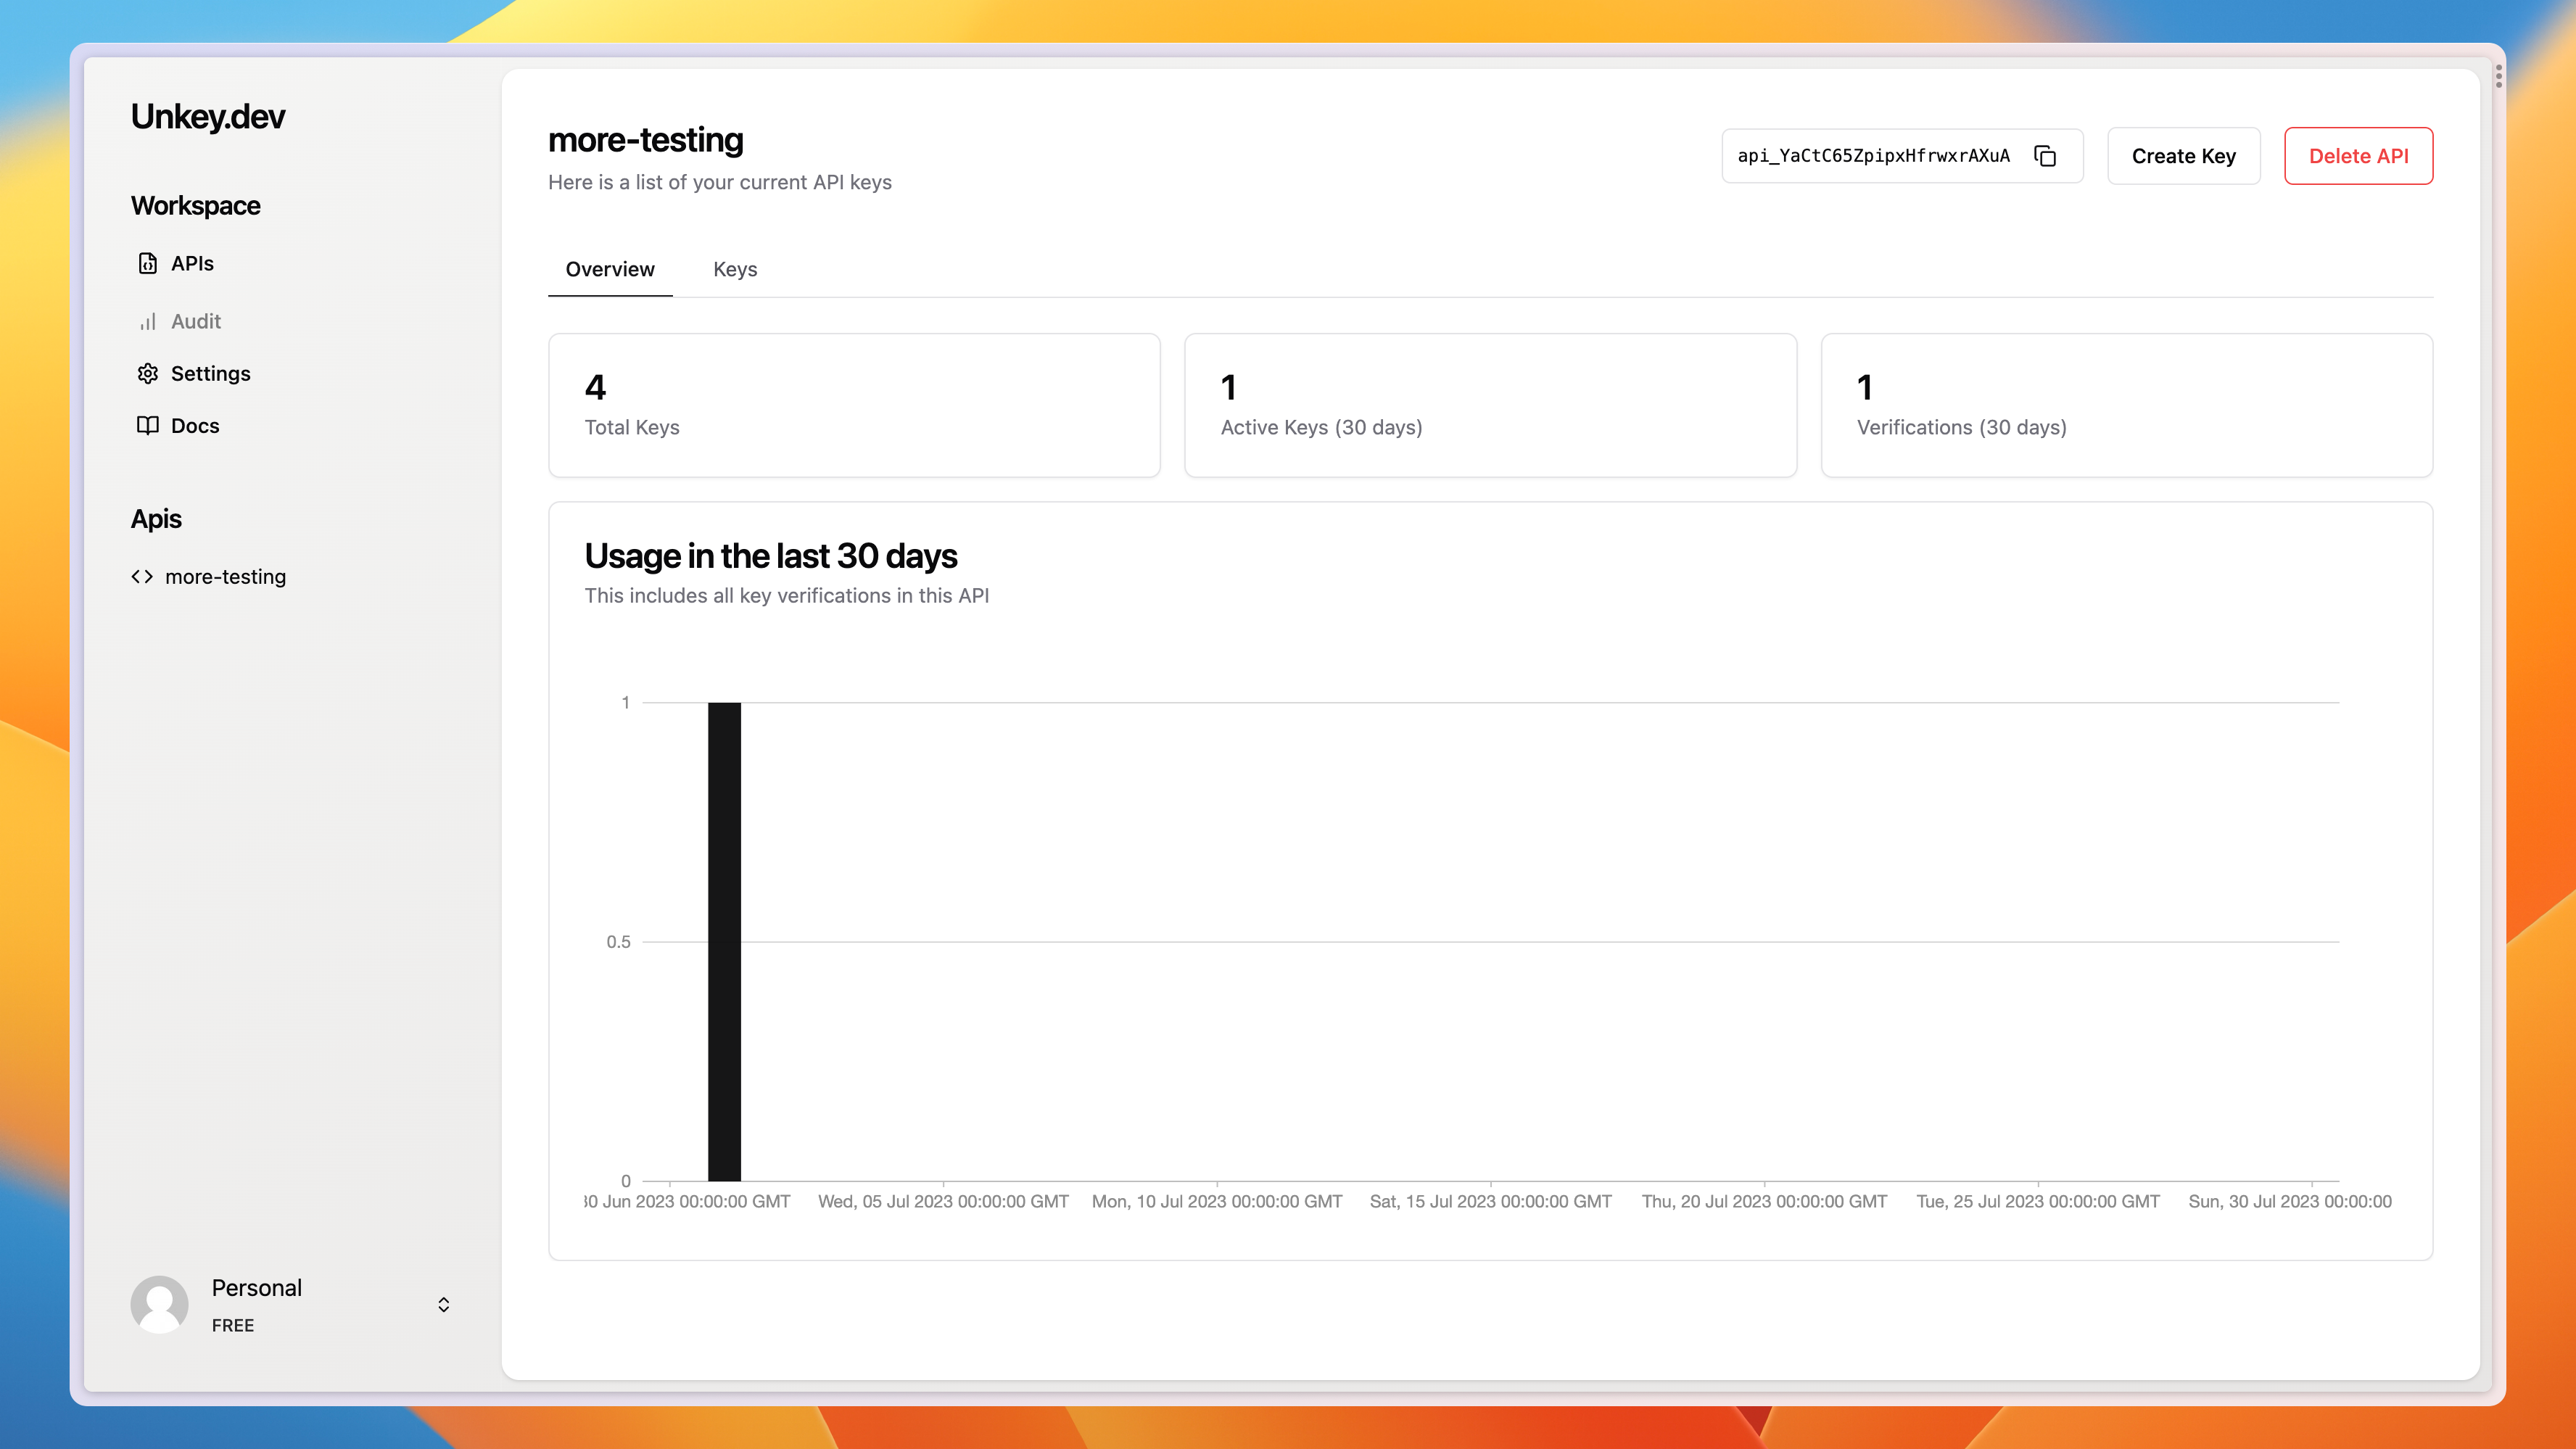 Unkey.dev
Workspace
APIs
Audit
Settings
Docs
Apis
more-testing
Personal
FREE
more-testing
Here is a list of your current API keys
api_YaCtC65ZpipxHfrwxrAXuA
Create Key
Delete API
Overview Keys
4
Total Keys
1
Active Keys (30 days)
1
Verifications (30 days)
Usage in the last 30 days
This includes all key verifications in this API
1
0.5
0
30 Jun 2023 00:00:00 GMT Wed, 05 Jul 2023 00:00:00 GMT Mon, 10 Jul 2023 00:00:00 GMT Sat, 15 Jul 2023 00:00:00 GMT Thu, 20 Jul 2023 00:00:00 GMT Tue, 25 Jul 2023 00:00:00 GMT Sun, 30 Jul 2023 00:00:00